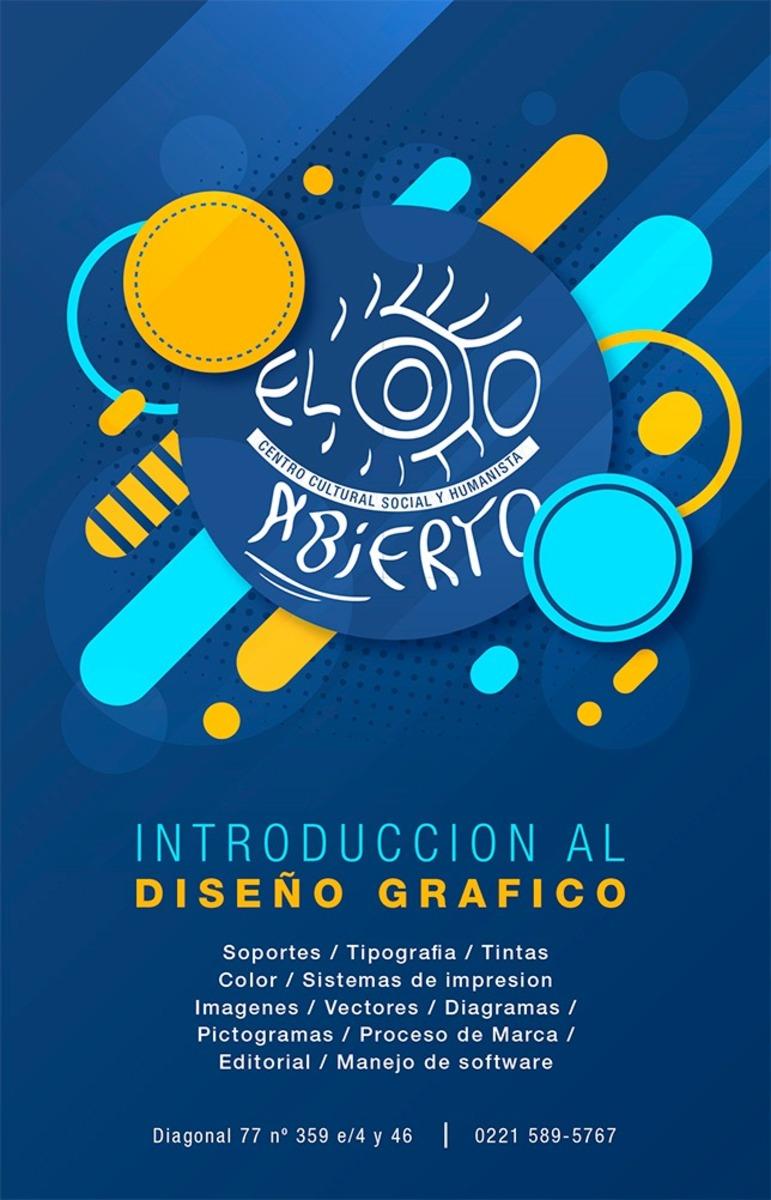 EL OJO
CENTRO CULTURAL SOCIAL Y HUMANISTA
ABiERTO
INTRODUCCION AL
DISEÑO GRAFICO
Soportes / Tipografia / Tintas
Color / Sistemas de impresion
Imagenes / Vectores / Diagramas /
Pictogramas / Proceso de Marca /
Editorial / Manejo de software
Diagonal 77 nº 359 e/4 y 46 | 0221 589-5767